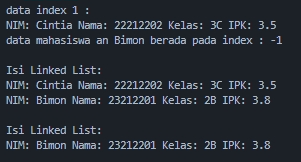 data index 1 :
NIM: Cintia Nama: 22212202 Kelas: 3C IPK: 3.5
data mahasiswa an Bimon berada pada index : -1
Isi Linked List:
NIM: Cintia Nama: 22212202 Kelas: 3C IPK: 3.5
NIM: Bimon Nama: 23212201 Kelas: 2B IPK: 3.8
Isi Linked List:
NIM: Bimon Nama: 23212201 Kelas: 2B IPK: 3.8